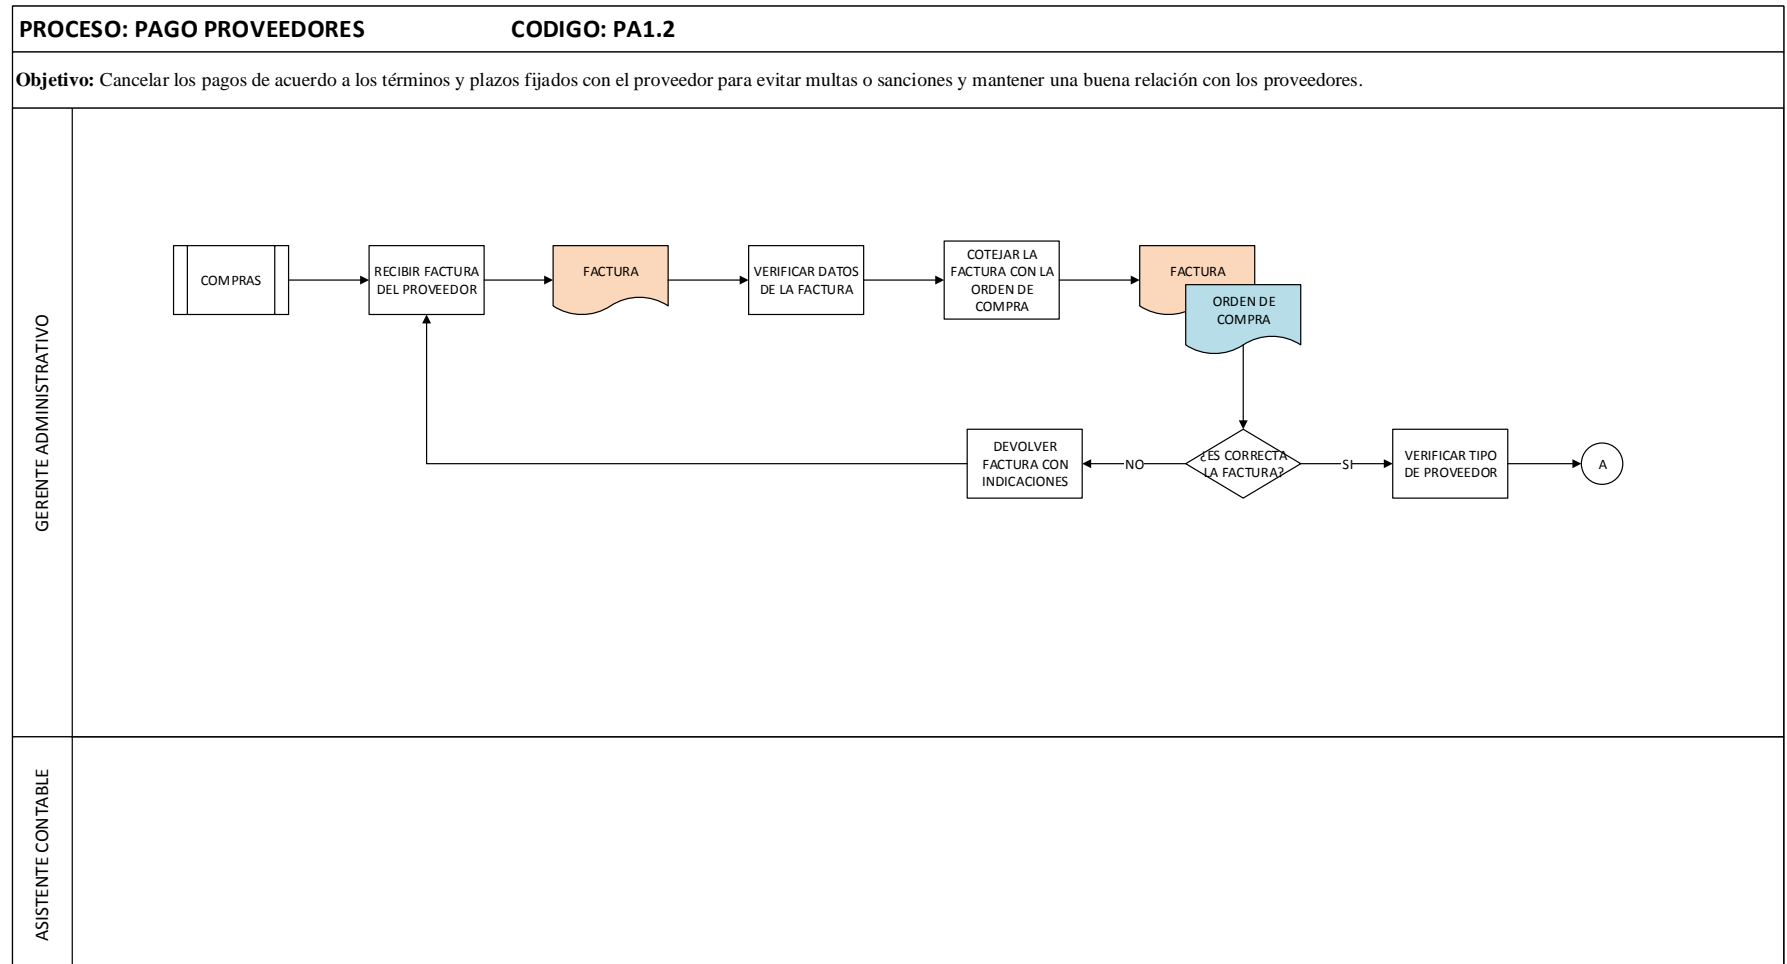 PROCESO: PAGO PROVEEDORES CODIGO: PA1.2
Objetivo: Cancelar los pagos de acuerdo a los términos y plazos fijados con el proveedor para evitar multas o sanciones y mantener una buena relación con los proveedores.
GERENTE ADMINISTRATIVO
COMPRAS
RECIBIR FACTURA
DEL PROVEEDOR
FACTURA
VERIFICAR DATOS
DE LA FACTURA
COTEJAR LA
FACTURA CON LA
ORDEN DE
COMPRA
FACTURA
ORDEN DE
COMPRA
DEVOLVER
FACTURA CON
INDICACIONES
NO
¿ES CORRECTA
LA FACTURA?
SI
VERIFICAR TIPO
DE PROVEEDOR
A
ASISTENTE CONTABLE